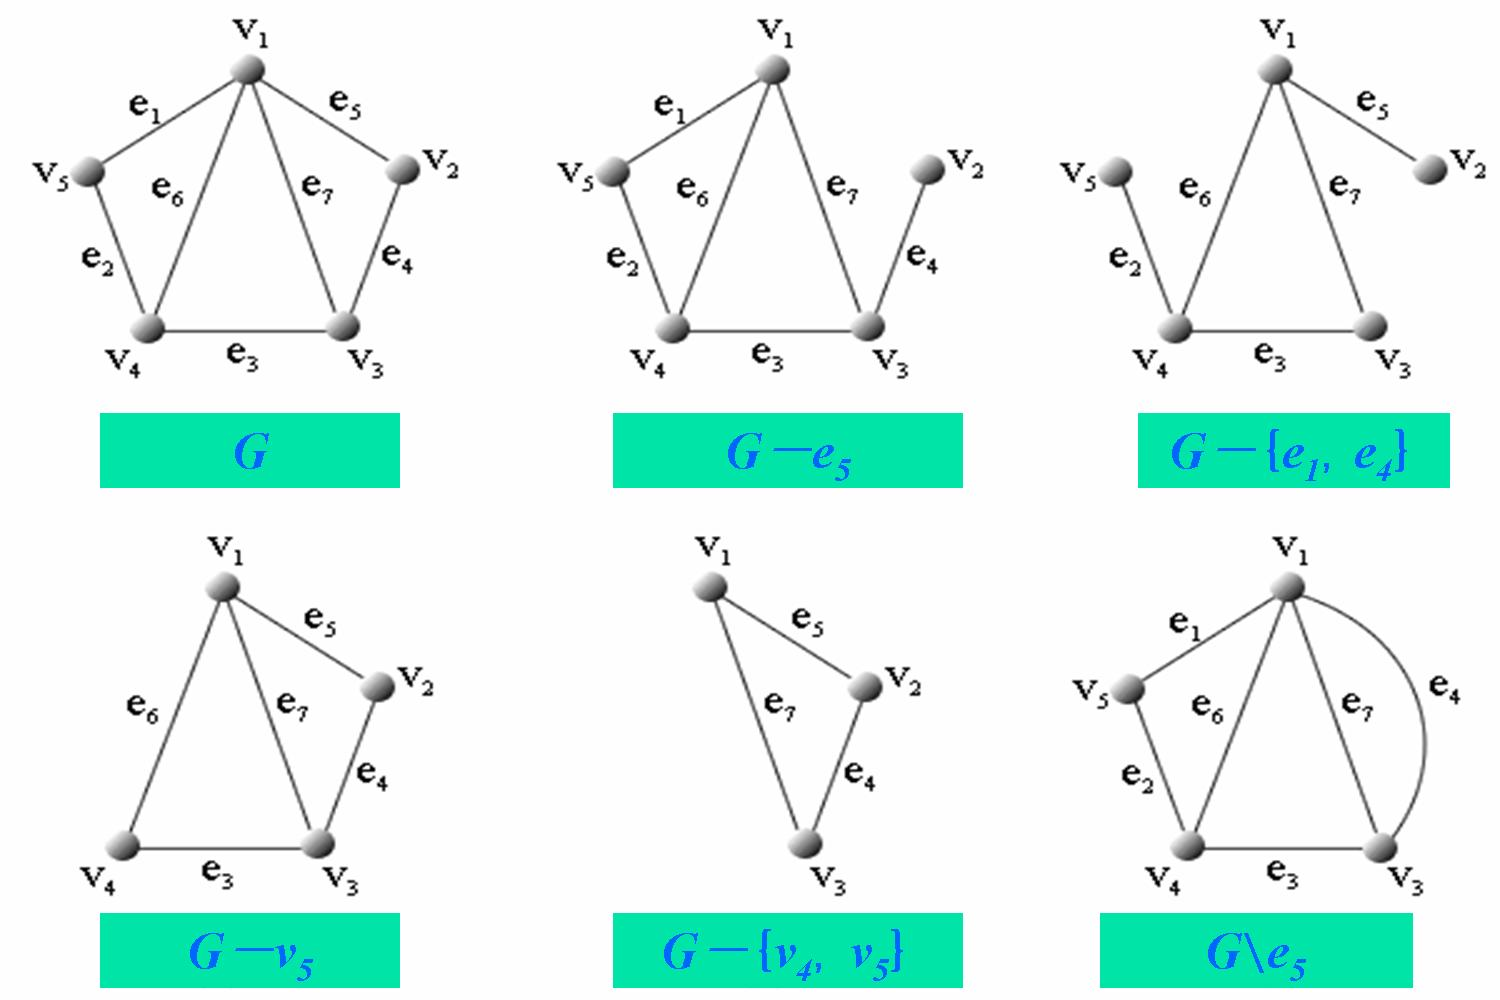 v₁ v₁ v₁
e₁ e₅ e₁ e₅
v₅ e₆ e₇ v₂ v₅ e₆ e₇ v₂ v₅ e₆ e₇ v₂
e₂ e₄ e₂ e₄ e₂
v₄ e₃ v₃ v₄ e₃ v₃ v₄ e₃ v₃
G G—e₅ G—{e₁, e₄}
v₁ v₁ v₁
e₅ e₅ e₁
e₆ e₇ v₂ e₇ v₂ v₅ e₆ e₇ e₄
e₄ e₄ e₂
v₄ e₃ v₃ v₃ v₄ e₃ v₃
G—v₅ G—{v₄, v₅} G\e₅